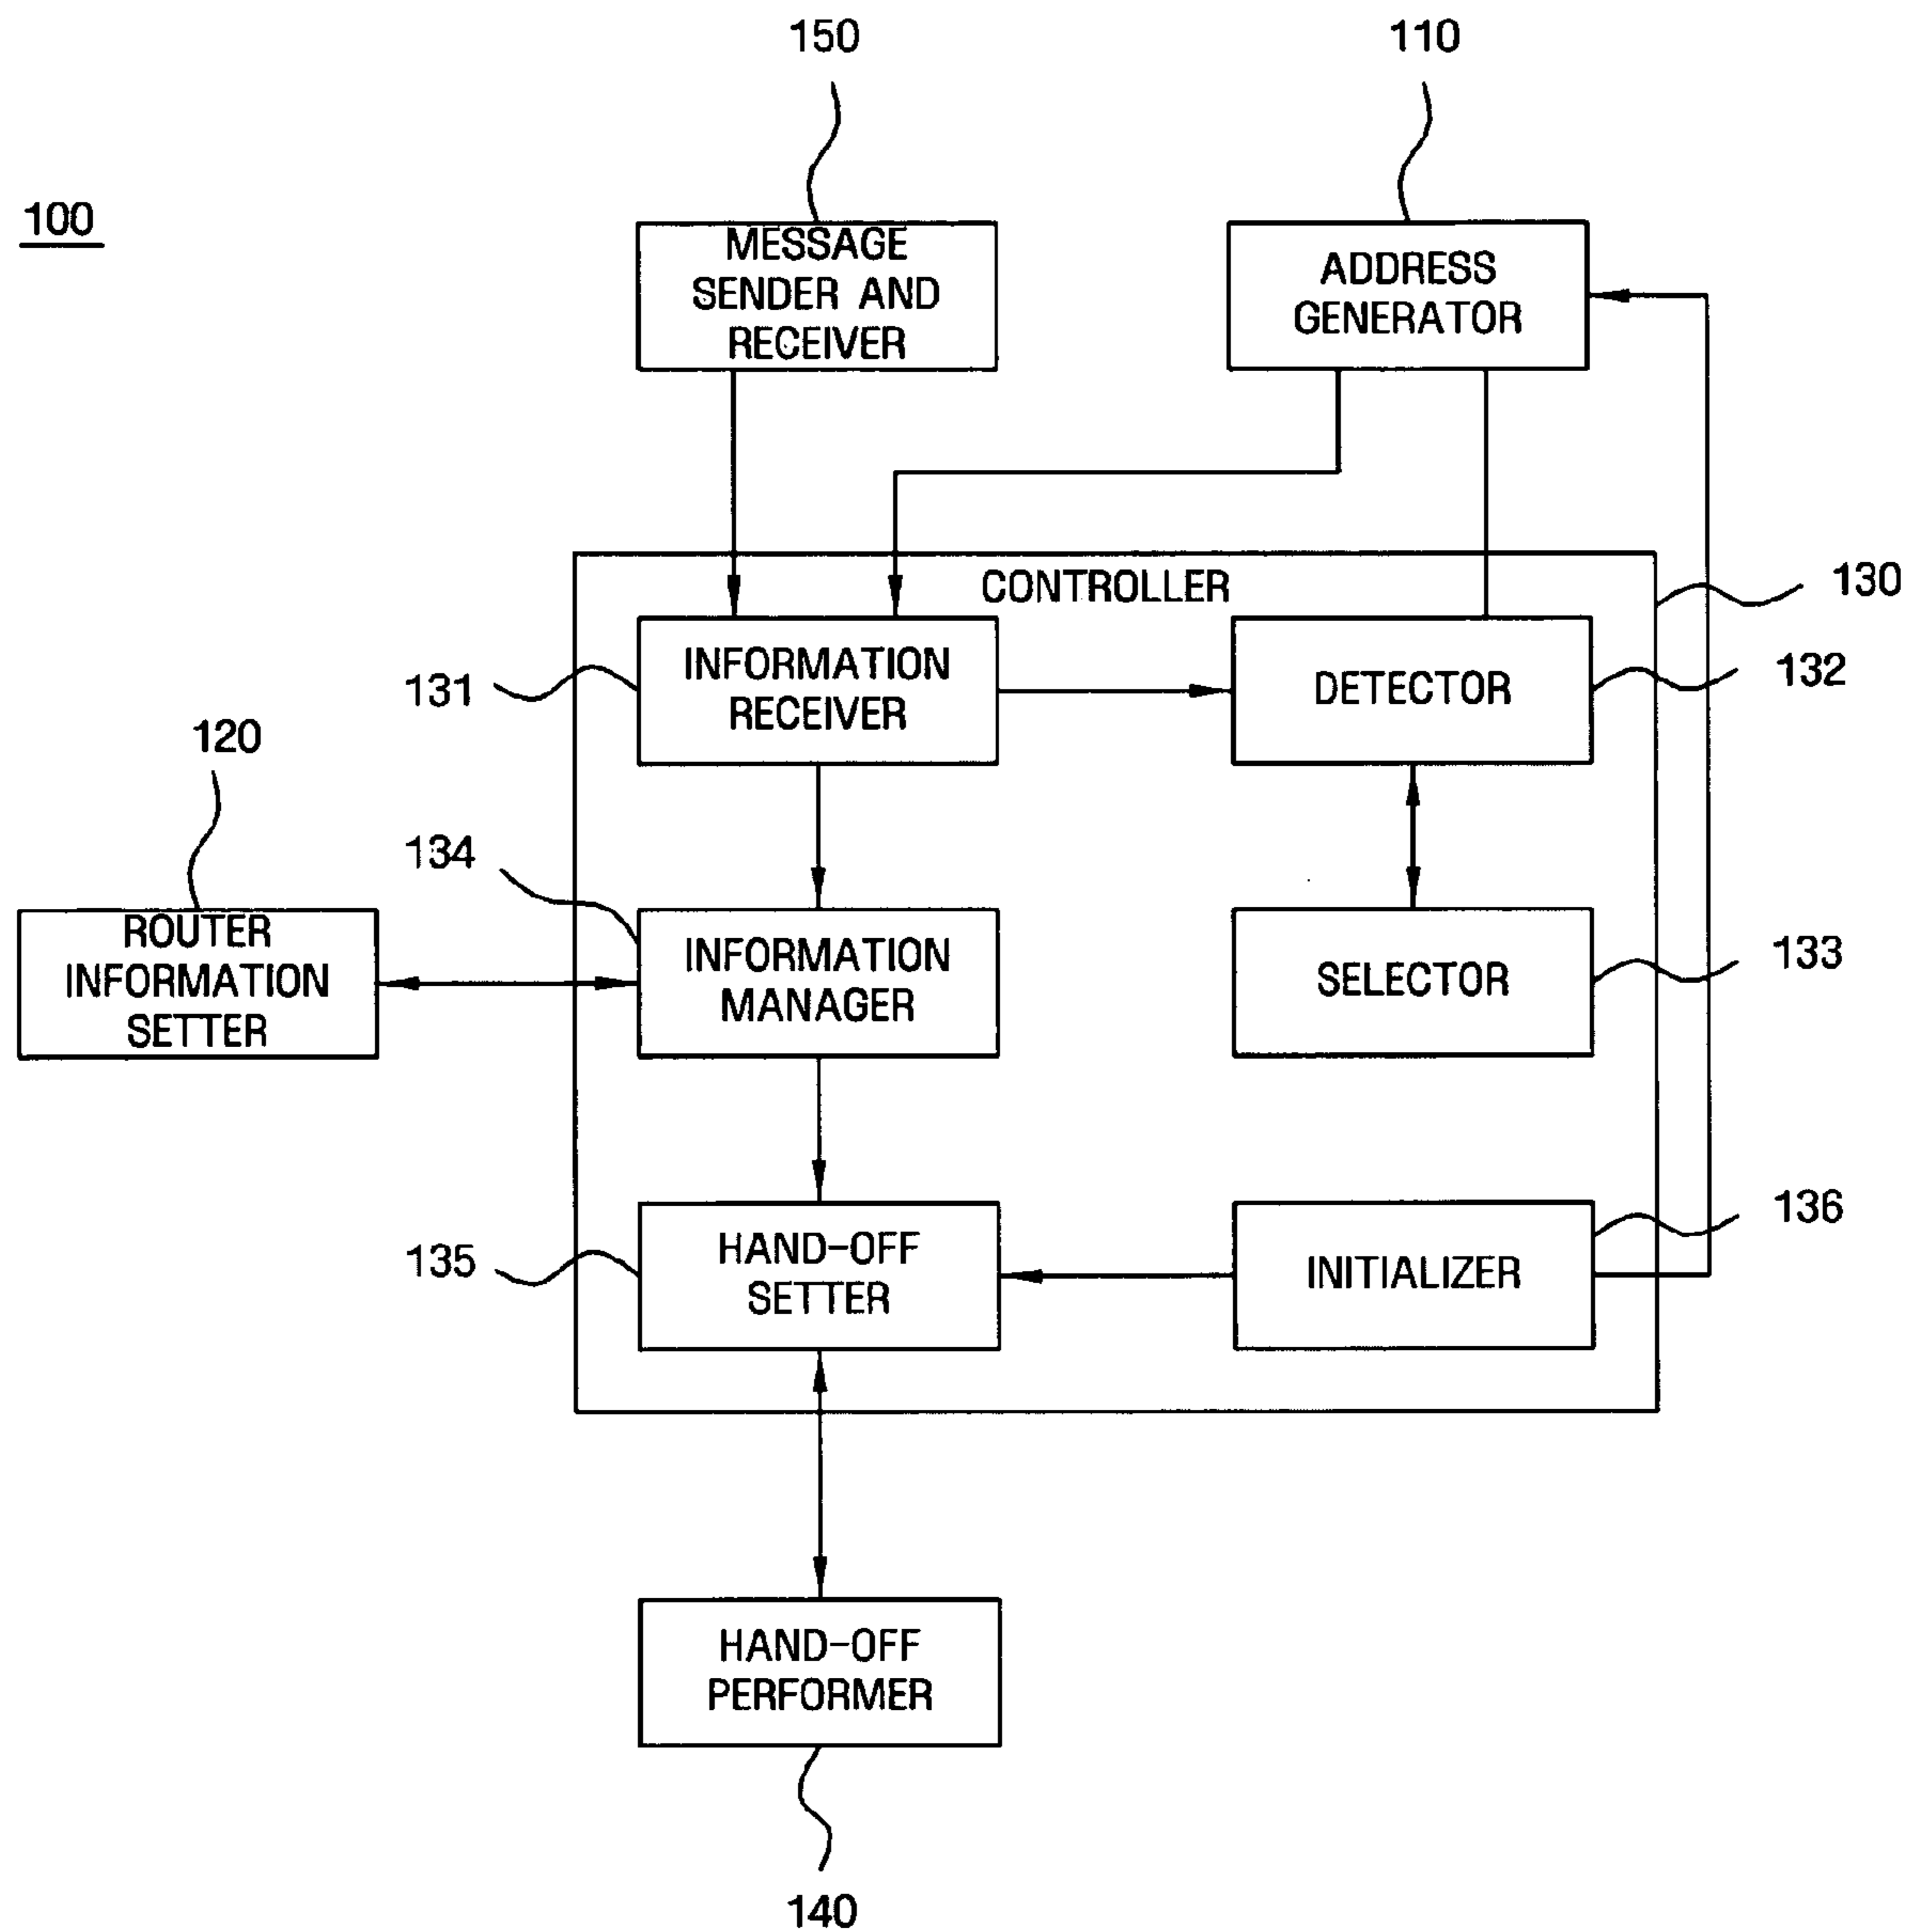 150
110
100
MESSAGE
SENDER AND
RECEIVER
ADDRESS
GENERATOR
CONTROLLER
130
131
INFORMATION
RECEIVER
DETECTOR
132
120
134
ROUTER
INFORMATION
SETTER
INFORMATION
MANAGER
SELECTOR
133
135
HAND-OFF
SETTER
INITIALIZER
136
HAND-OFF
PERFORMER
140